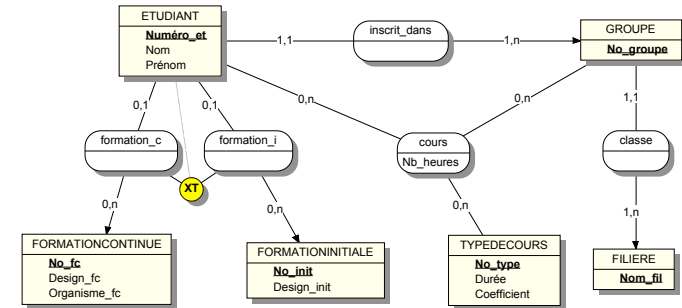 ETUDIANT
Numéro_et
Nom
Prénom
1,1
inscrit_dans
1,n
GROUPE
No_groupe
0,1
0,1
0,n
0,n
1,1
formation_c
formation_i
cours
Nb_heures
classe
XT
0,n
0,n
0,n
1,n
FORMATIONCONTINUE
No_fc
Design_fc
Organisme_fc
FORMATIONINITIALE
No_init
Design_init
TYPEDECOURS
No_type
Durée
Coefficient
FILIERE
Nom_fil